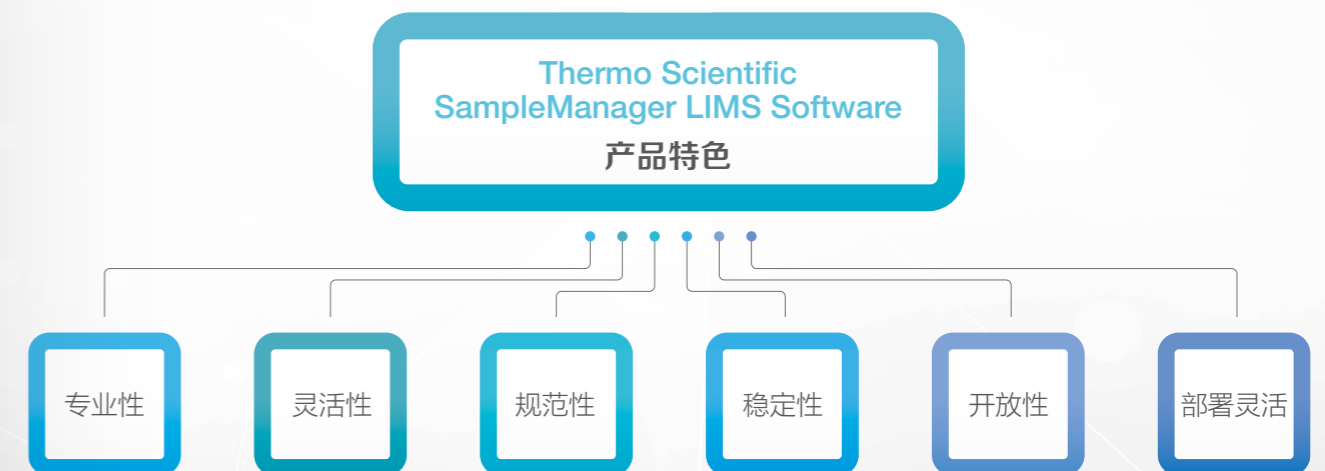 Thermo Scientific
SampleManager LIMS Software
产品特色
专业性
灵活性
规范性
稳定性
开放性
部署灵活